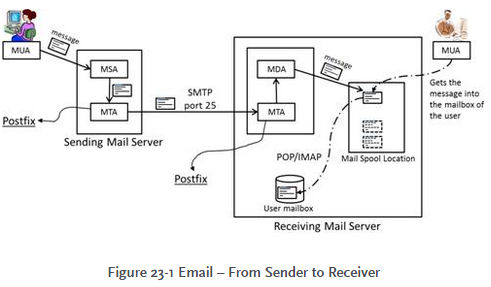 MUA
message
MSA
MTA
Postfix
Sending Mail Server
SMTP
port 25
MDA
message
MTA
Postfix
POP/IMAP
Mail Spool Location
User mailbox
Receiving Mail Server
MUA
Gets the
message into
the mailbox of
the user
Figure 23-1 Email – From Sender to Receiver